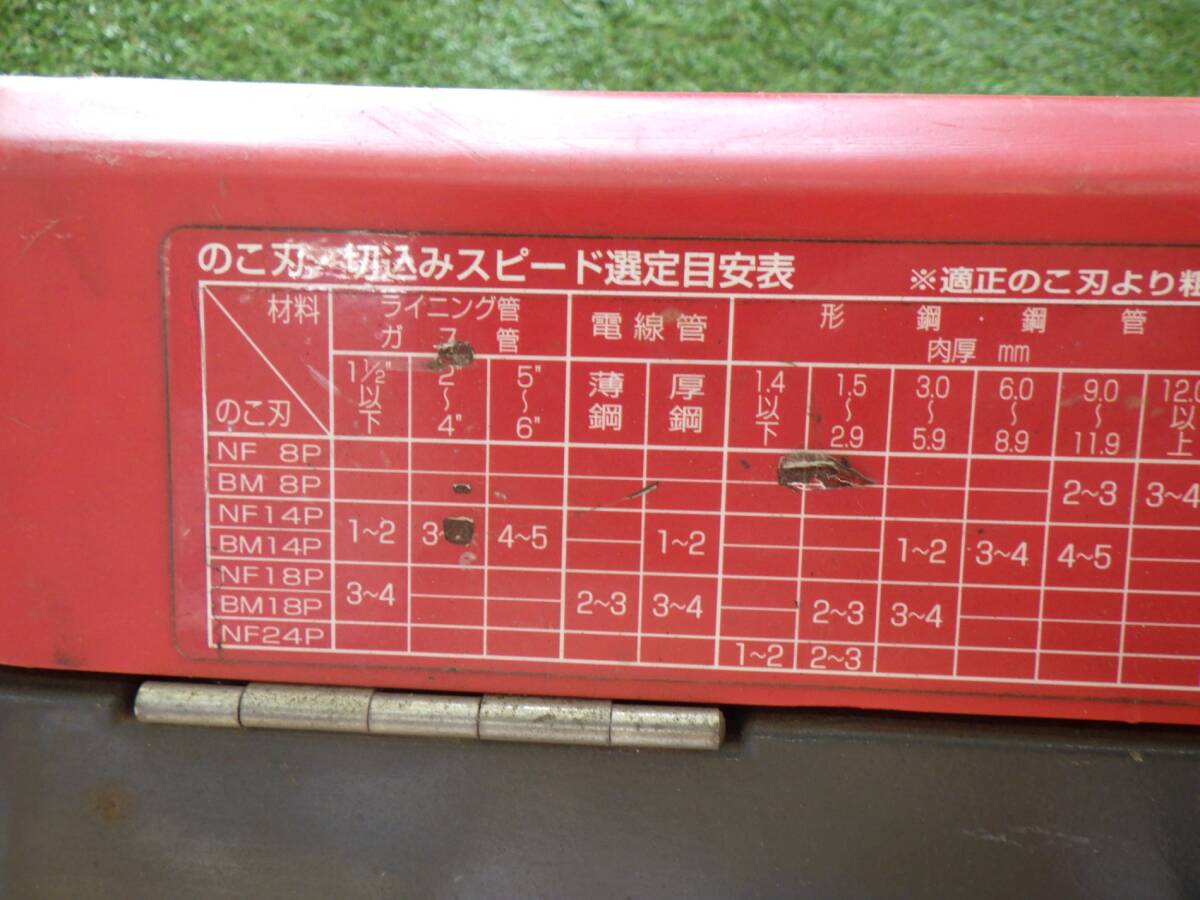 のこ刃・切込みスピード選定目安表 ※適正のこ刃より粗
材料 ライニング管 ガス管 電線管 形鋼・鋼管
肉厚 mm
のこ刃 1½"以下 2"~4" 5"~6" 薄鋼 厚鋼 1.4以下 1.5~2.9 3.0~5.9 6.0~8.9 9.0~11.9 12.0以上
NF 8P
BM 8P 2~3 3~4
NF14P
BM14P 1~2 3~ 4~5 1~2 1~2 3~4 4~5
NF18P
BM18P 3~4 2~3 3~4 2~3 3~4
NF24P 1~2 2~3